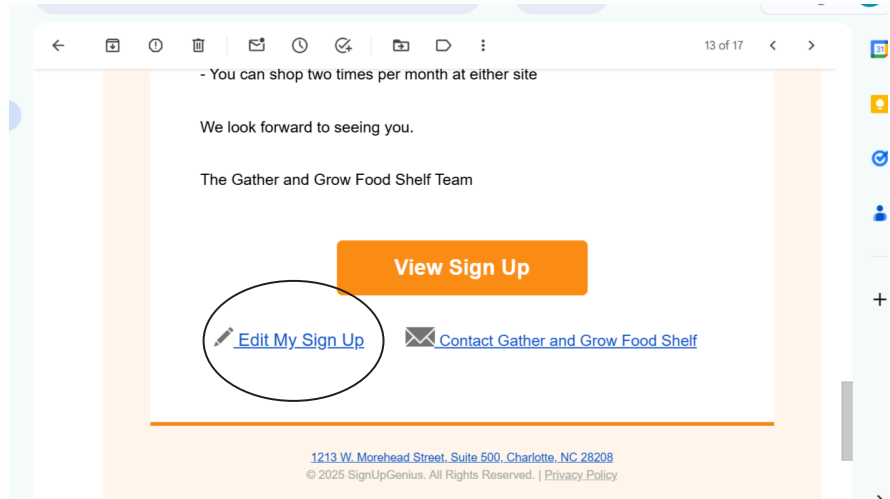 13 of 17
31
- You can shop two times per month at either site
We look forward to seeing you.
The Gather and Grow Food Shelf Team
View Sign Up
Edit My Sign Up
Contact Gather and Grow Food Shelf
1213 W. Morehead Street, Suite 500, Charlotte, NC 28208
© 2025 SignUpGenius. All Rights Reserved. | Privacy Policy